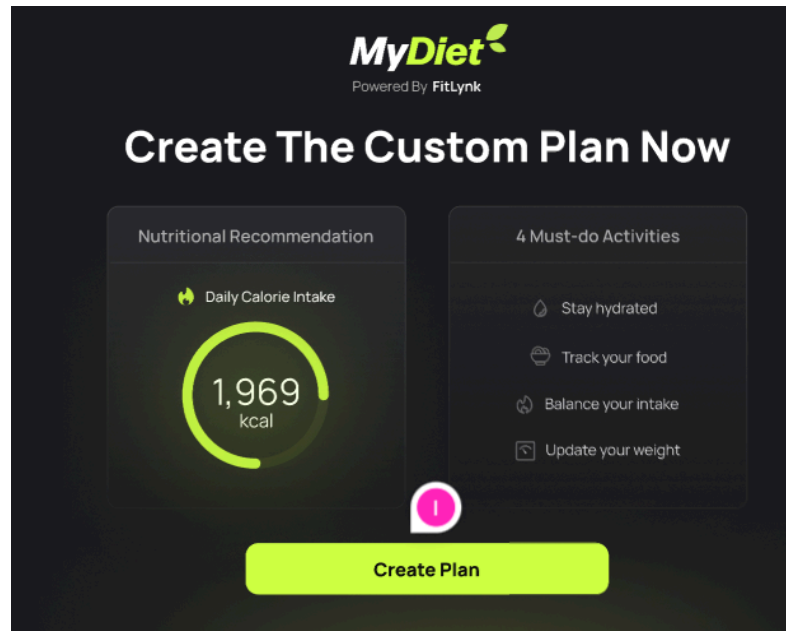 MyDiet
Powered By FitLynk
Create The Custom Plan Now
Nutritional Recommendation
Daily Calorie Intake
1,969
kcal
4 Must-do Activities
Stay hydrated
Track your food
Balance your intake
Update your weight
I
Create Plan